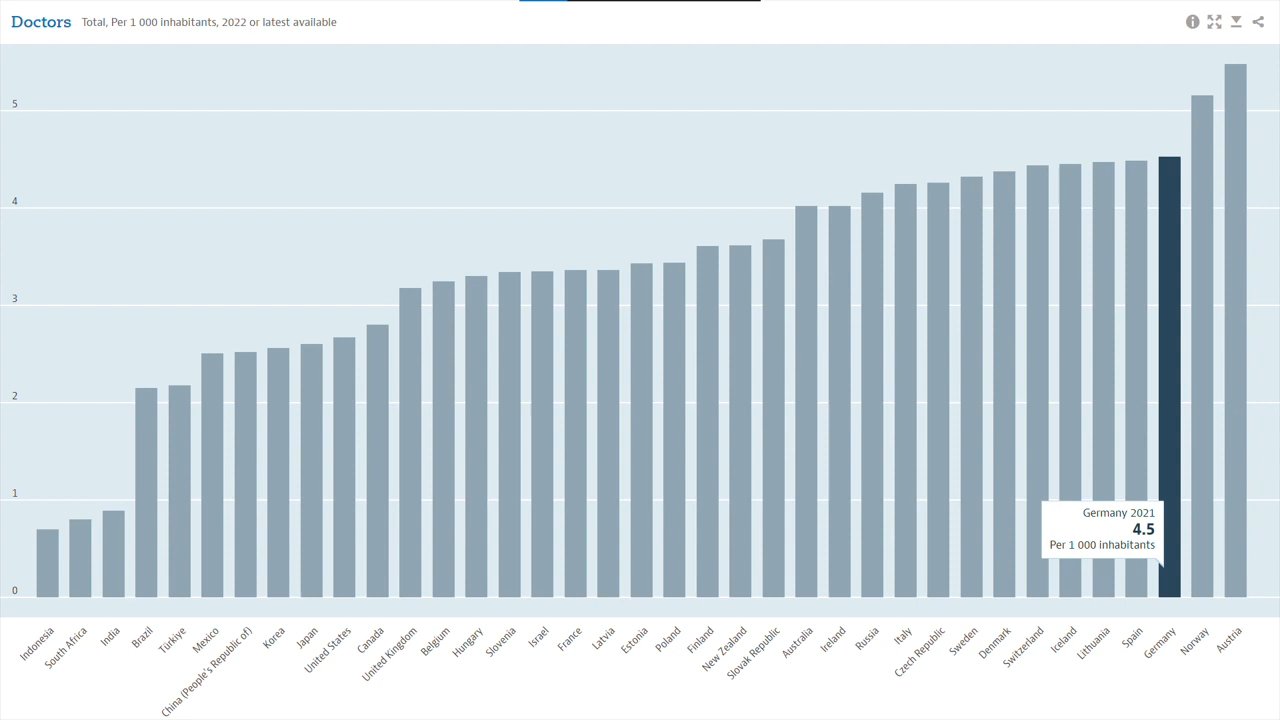 Doctors Total, Per 1 000 inhabitants, 2022 or latest available
5
4
3
2
1
0
Germany 2021
4.5
Per 1 000 inhabitants
Indonesia
South Africa
India
Brazil
Türkiye
Mexico
China (People's Republic of)
Korea
Japan
United States
Canada
United Kingdom
Belgium
Hungary
Slovenia
Israel
France
Latvia
Estonia
Poland
Finland
New Zealand
Slovak Republic
Australia
Ireland
Russia
Italy
Czech Republic
Sweden
Denmark
Switzerland
Iceland
Lithuania
Spain
Germany
Norway
Austria